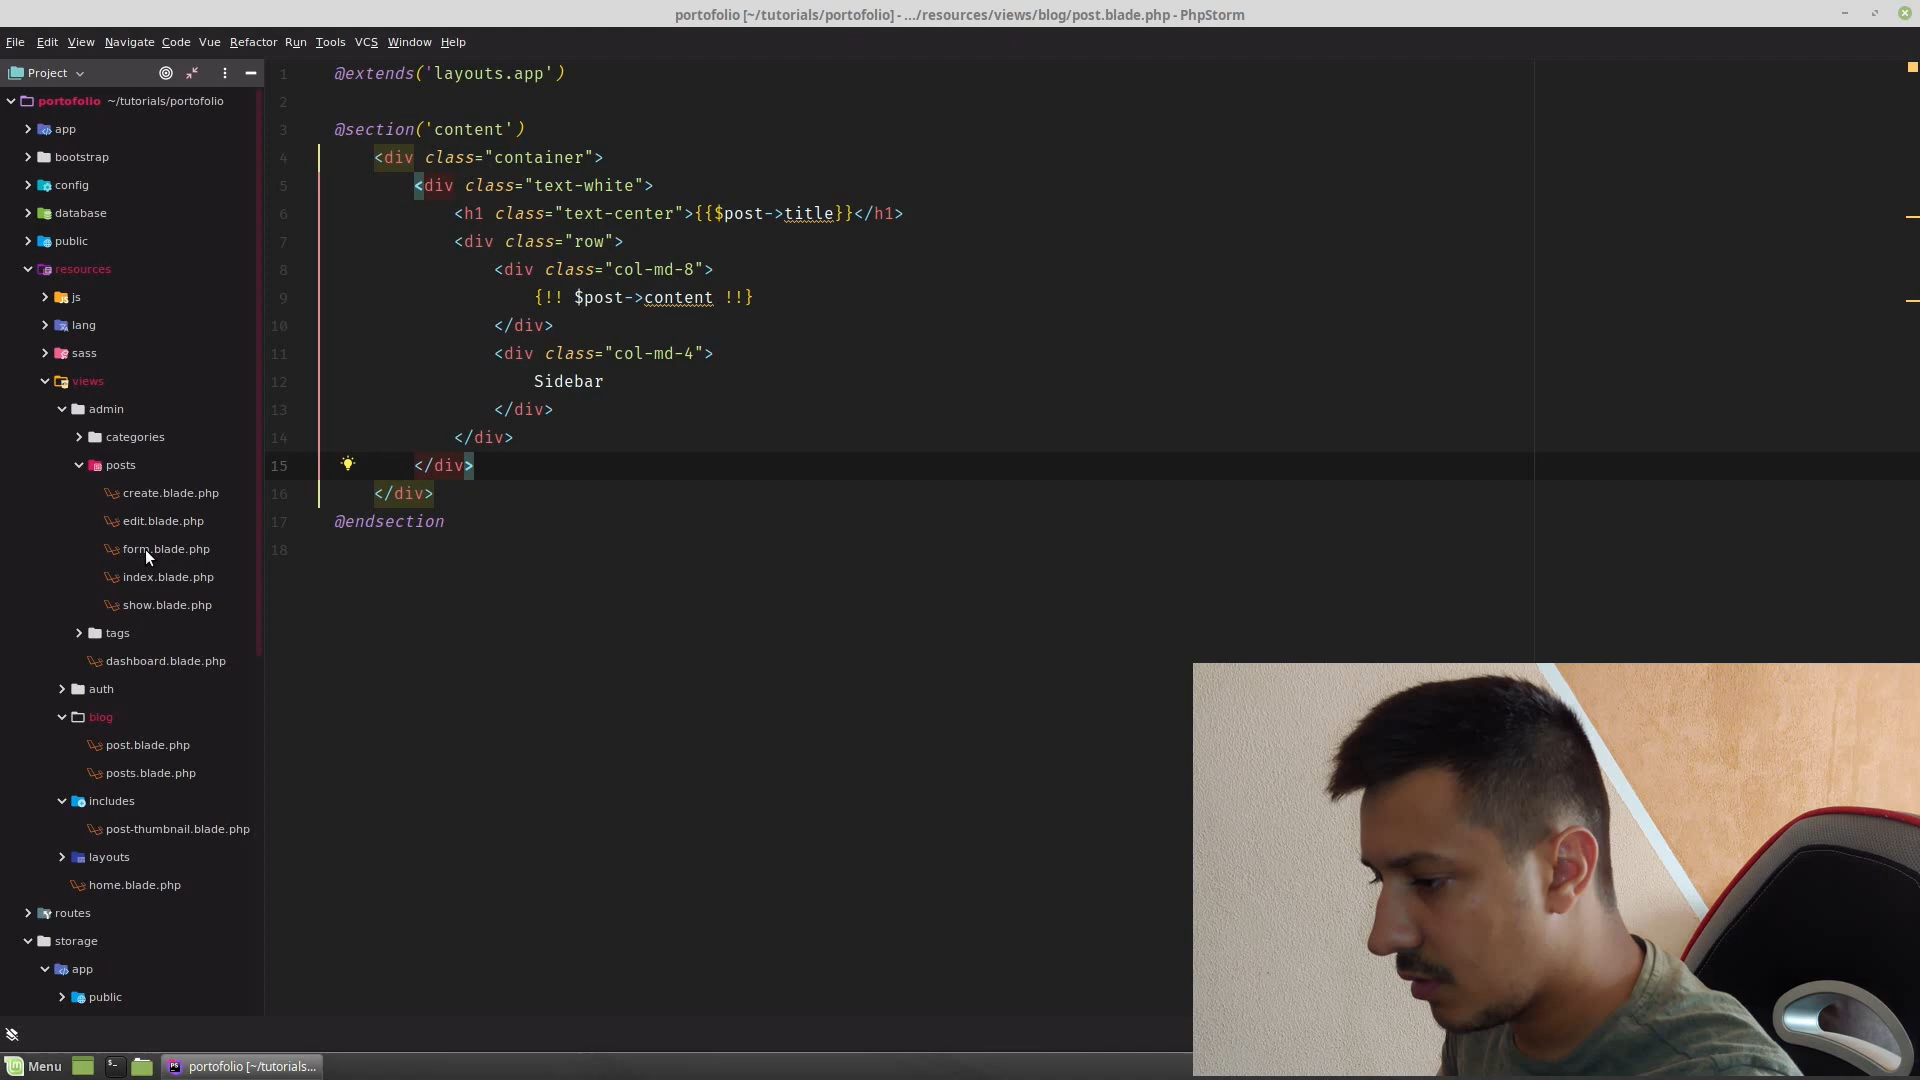 portofolio [~/tutorials/portofolio] - .../resources/views/blog/post.blade.php - PhpStorm
File Edit View Navigate Code Vue Refactor Run Tools VCS Window Help
Project
portofolio ~/tutorials/portofolio
app
bootstrap
config
database
public
resources
js
lang
sass
views
admin
categories
posts
create.blade.php
edit.blade.php
form.blade.php
index.blade.php
show.blade.php
tags
dashboard.blade.php
auth
blog
post.blade.php
posts.blade.php
includes
post-thumbnail.blade.php
layouts
home.blade.php
routes
storage
app
public
1 @extends('layouts.app')
2
3 @section('content')
4 <div class="container">
5 <div class="text-white">
6 <h1 class="text-center">{{$post->title}}</h1>
7 <div class="row">
8 <div class="col-md-8">
9 {!! $post->content !!}
10 </div>
11 <div class="col-md-4">
12 Sidebar
13 </div>
14 </div>
15 </div>
16 </div>
17 @endsection
18
Menu
portofolio [~/tutorials...